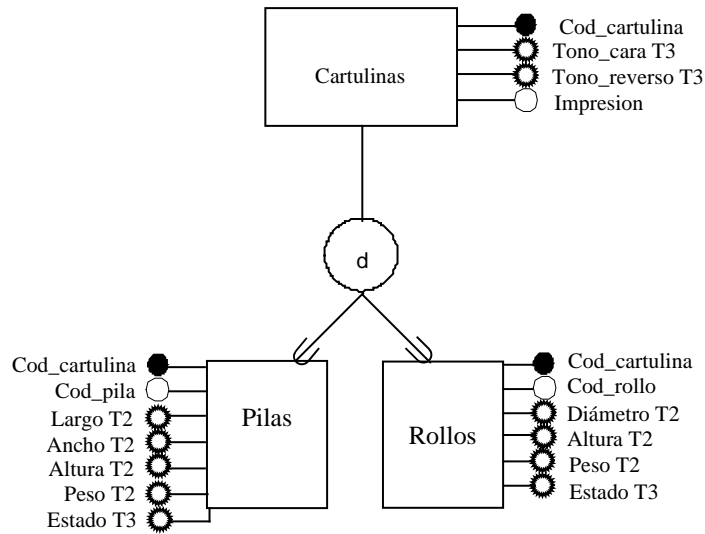 Cartulinas
Cod_cartulina
Tono_cara T3
Tono_reverso T3
Impresion
d
Cod_cartulina
Cod_pila
Largo T2
Ancho T2
Altura T2
Peso T2
Estado T3
Pilas
Rollos
Cod_cartulina
Cod_rollo
Diámetro T2
Altura T2
Peso T2
Estado T3